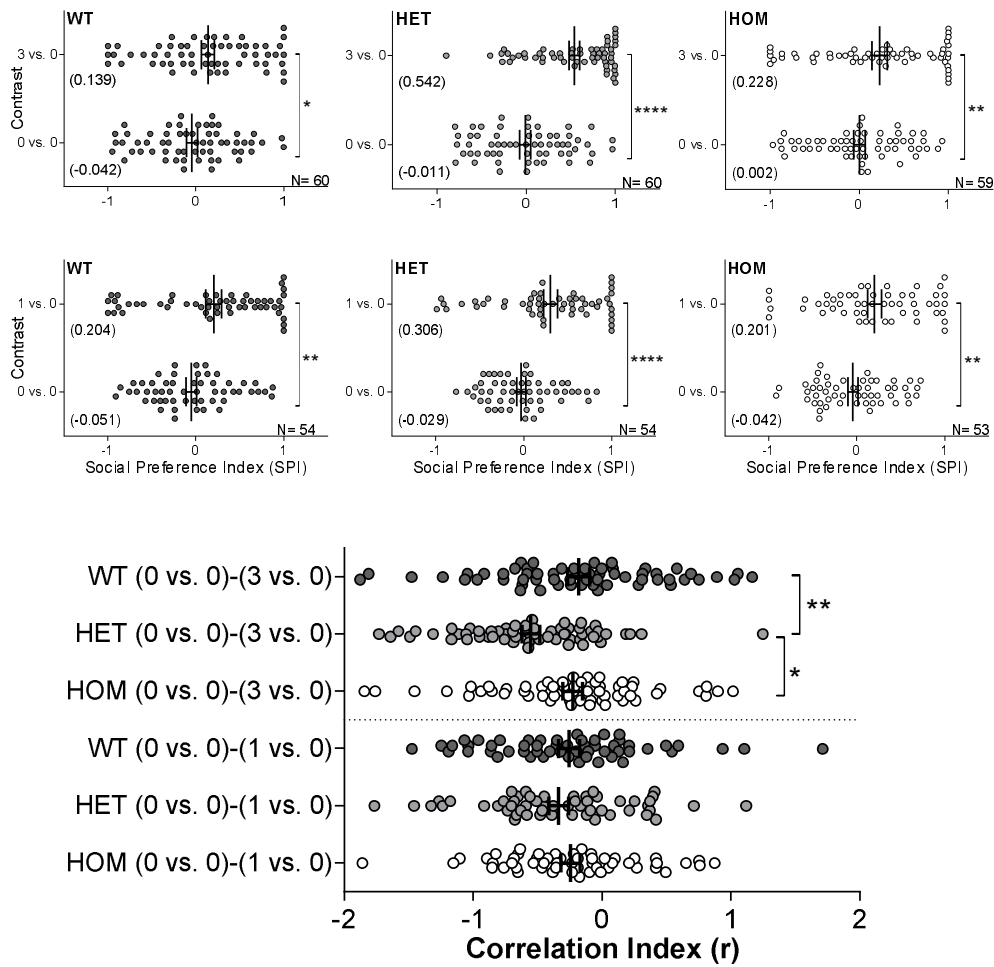 WT
HET
HOM
Contrast
3 vs. 0
(0.139)
*
0 vs. 0
(-0.042)
N= 60
-1 0 1
3 vs. 0
(0.542)
****
0 vs. 0
(-0.011)
N= 60
-1 0 1
3 vs. 0
(0.228)
**
0 vs. 0
(0.002)
N= 59
-1 0 1
WT
HET
HOM
Contrast
1 vs. 0
(0.204)
**
0 vs. 0
(-0.051)
N= 54
-1 0 1
Social Preference Index (SPI)
1 vs. 0
(0.306)
****
0 vs. 0
(-0.029)
N= 54
-1 0 1
Social Preference Index (SPI)
1 vs. 0
(0.201)
**
0 vs. 0
(-0.042)
N= 53
-1 0 1
Social Preference Index (SPI)
WT (0 vs. 0)-(3 vs. 0)
**
HET (0 vs. 0)-(3 vs. 0)
*
HOM (0 vs. 0)-(3 vs. 0)
WT (0 vs. 0)-(1 vs. 0)
HET (0 vs. 0)-(1 vs. 0)
HOM (0 vs. 0)-(1 vs. 0)
-2 -1 0 1 2
Correlation Index (r)